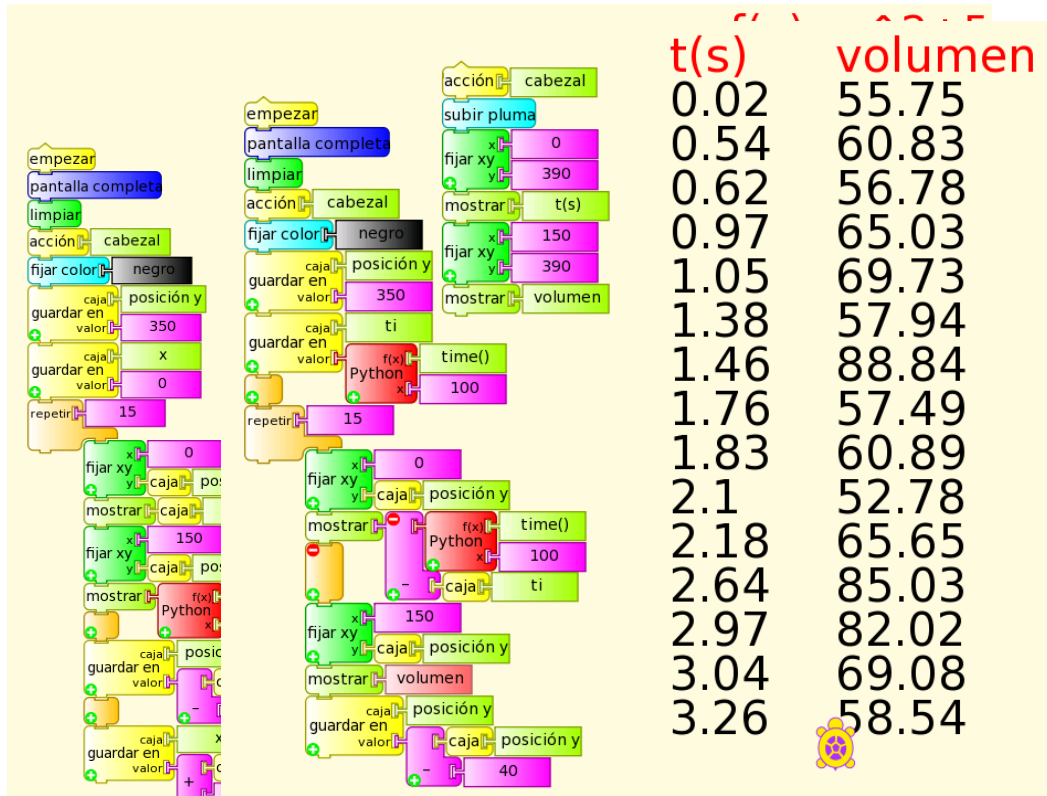 empezar
pantalla completa
limpiar
acción cabezal
fijar color negro
caja posición y
guardar en
valor 350
caja x
guardar en
valor 0
repetir 15
x 0
fijar xy
y caja
mostrar caja
x 150
fijar xy
y caja
mostrar f(x)
Python
x
caja
guardar en
valor
-
caja x
guardar en
valor
+
empezar
pantalla completa
limpiar
acción cabezal
fijar color negro
caja posición y
guardar en
valor 350
caja ti
guardar en
valor f(x) time()
Python
x 100
repetir 15
x 0
fijar xy
y caja posición y
mostrar f(x) time()
Python
x 100
- caja ti
x 150
fijar xy
y caja posición y
mostrar volumen
caja posición y
guardar en
valor caja posición y
- 40
acción cabezal
subir pluma
x 0
fijar xy
y 390
mostrar t(s)
x 150
fijar xy
y 390
mostrar volumen
t(s) volumen
0.02 55.75
0.54 60.83
0.62 56.78
0.97 65.03
1.05 69.73
1.38 57.94
1.46 88.84
1.76 57.49
1.83 60.89
2.1 52.78
2.18 65.65
2.64 85.03
2.97 82.02
3.04 69.08
3.26 58.54